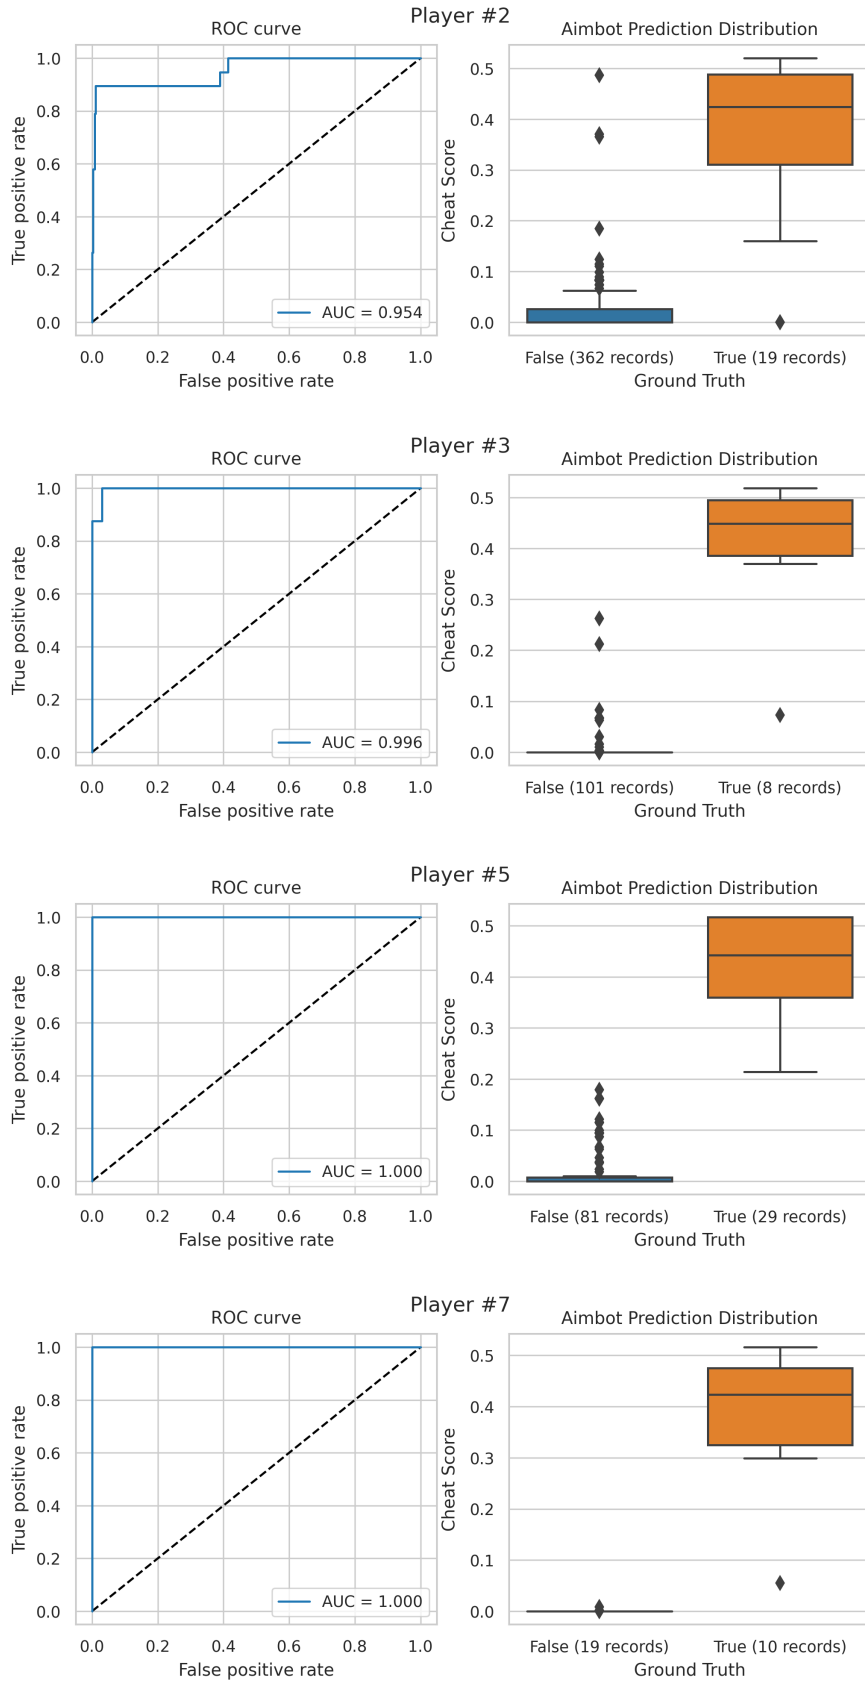 Player #2
ROC curve
Aimbot Prediction Distribution
True positive rate
1.0
0.8
0.6
0.4
0.2
0.0
AUC = 0.954
0.0 0.2 0.4 0.6 0.8 1.0
False positive rate
Cheat Score
0.5
0.4
0.3
0.2
0.1
0.0
False (362 records) True (19 records)
Ground Truth
Player #3
ROC curve
Aimbot Prediction Distribution
True positive rate
1.0
0.8
0.6
0.4
0.2
0.0
AUC = 0.996
0.0 0.2 0.4 0.6 0.8 1.0
False positive rate
Cheat Score
0.5
0.4
0.3
0.2
0.1
0.0
False (101 records) True (8 records)
Ground Truth
Player #5
ROC curve
Aimbot Prediction Distribution
True positive rate
1.0
0.8
0.6
0.4
0.2
0.0
AUC = 1.000
0.0 0.2 0.4 0.6 0.8 1.0
False positive rate
Cheat Score
0.5
0.4
0.3
0.2
0.1
0.0
False (81 records) True (29 records)
Ground Truth
Player #7
ROC curve
Aimbot Prediction Distribution
True positive rate
1.0
0.8
0.6
0.4
0.2
0.0
AUC = 1.000
0.0 0.2 0.4 0.6 0.8 1.0
False positive rate
Cheat Score
0.5
0.4
0.3
0.2
0.1
0.0
False (19 records) True (10 records)
Ground Truth